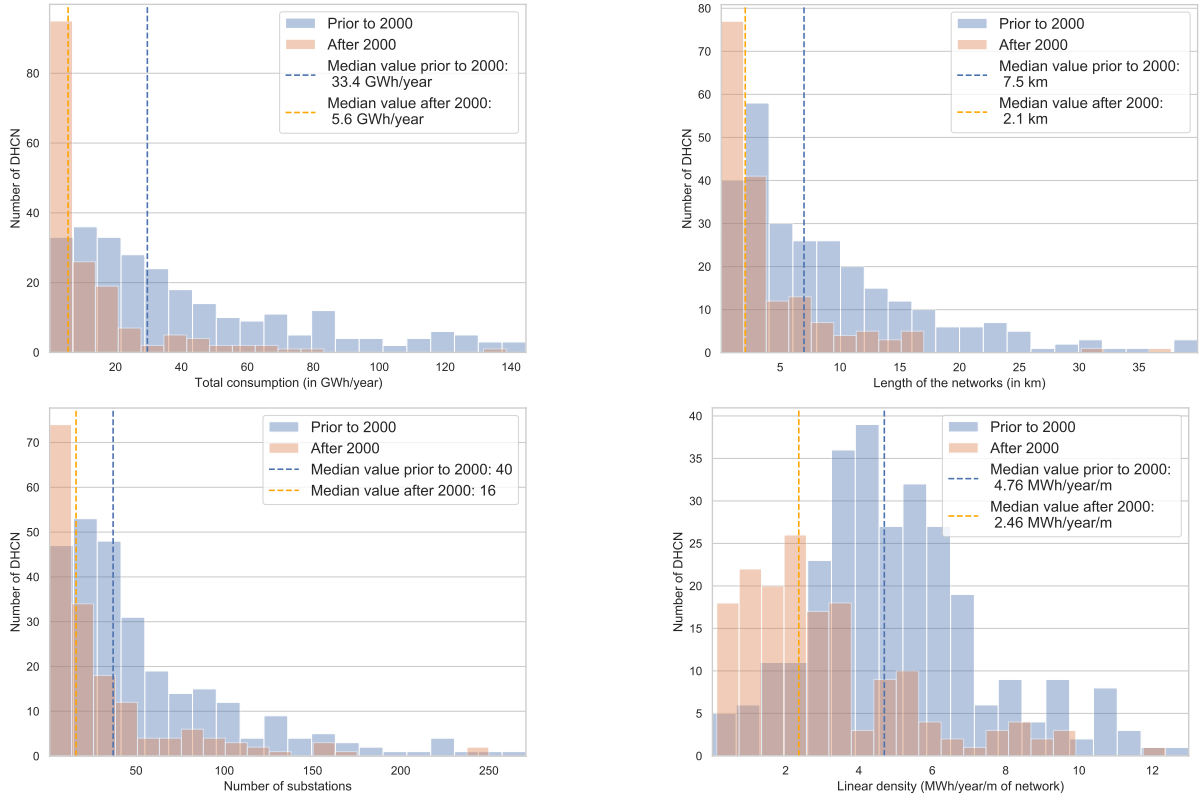 Prior to 2000
After 2000
Median value prior to 2000:
33.4 GWh/year
Median value after 2000:
5.6 GWh/year
Number of DHCN
0
20
40
60
80
20
40
60
80
100
120
140
Total consumption (in GWh/year)
Prior to 2000
After 2000
Median value prior to 2000:
7.5 km
Median value after 2000:
2.1 km
Number of DHCN
0
10
20
30
40
50
60
70
80
5
10
15
20
25
30
35
Length of the networks (in km)
Prior to 2000
After 2000
Median value prior to 2000: 40
Median value after 2000: 16
Number of DHCN
0
10
20
30
40
50
60
70
50
100
150
200
250
Number of substations
Prior to 2000
After 2000
Median value prior to 2000:
4.76 MWh/year/m
Median value after 2000:
2.46 MWh/year/m
Number of DHCN
0
5
10
15
20
25
30
35
40
2
4
6
8
10
12
Linear density (MWh/year/m of network)